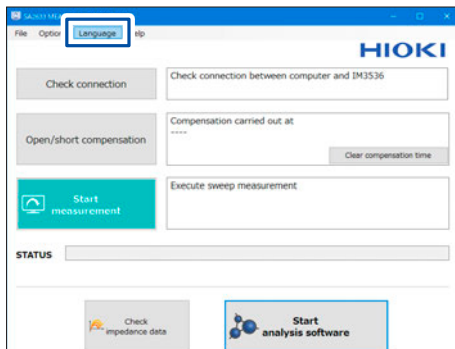 File
Language
HIOKI
Check connection
Check connection between computer and IM3536
Open/short compensation
Compensation carried out at
----
Clear compensation time
Start
measurement
Execute sweep measurement
STATUS
Check
impedance data
Start
analysis software